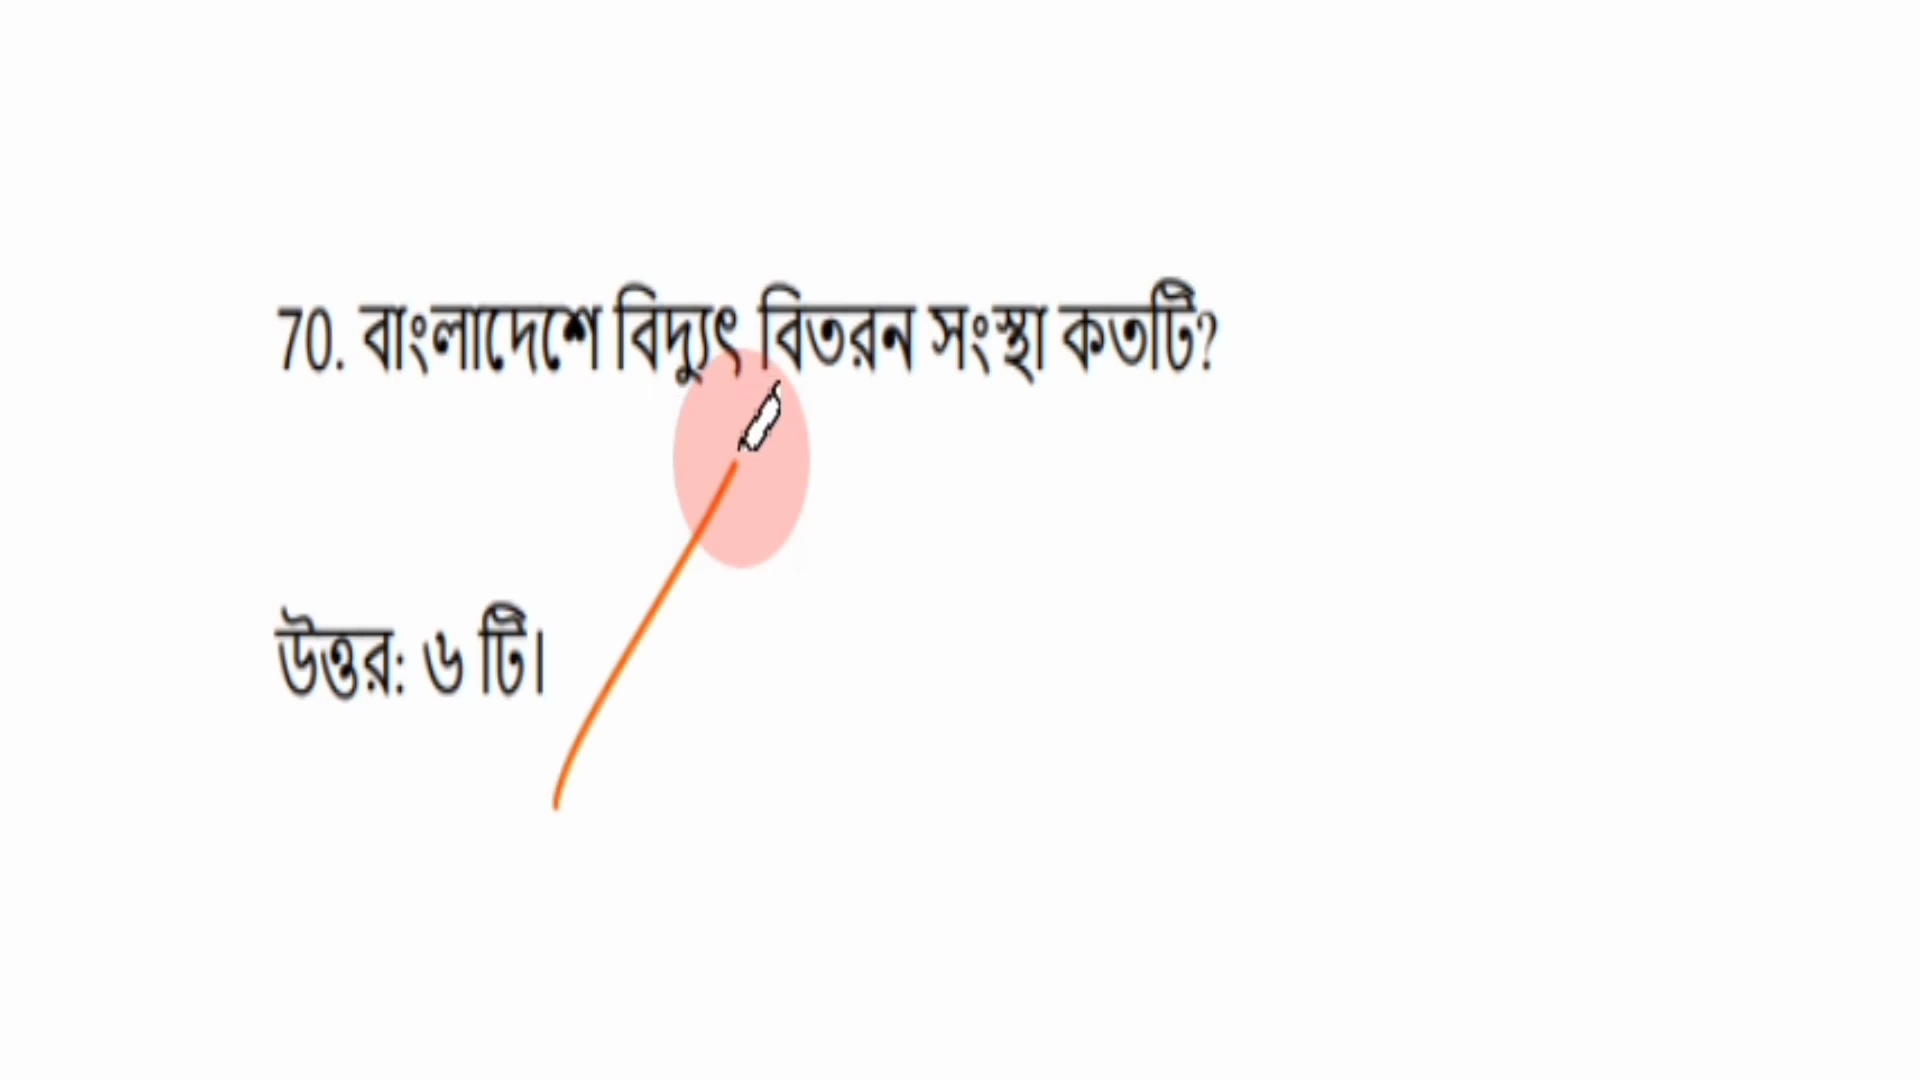 70. বাংলাদেশে বিদ্যুৎ বিতরন সংস্থা কতটি?
উত্তর: ৬ টি।